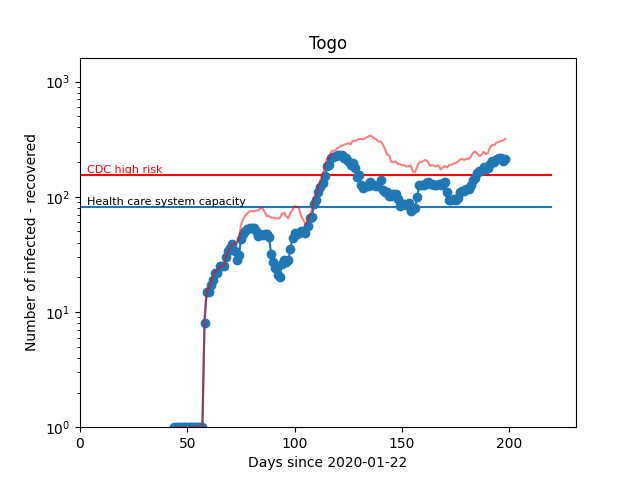 Togo
Number of infected - recovered
10³
10²
10¹
10⁰
CDC high risk
Health care system capacity
0
50
100
150
200
Days since 2020-01-22